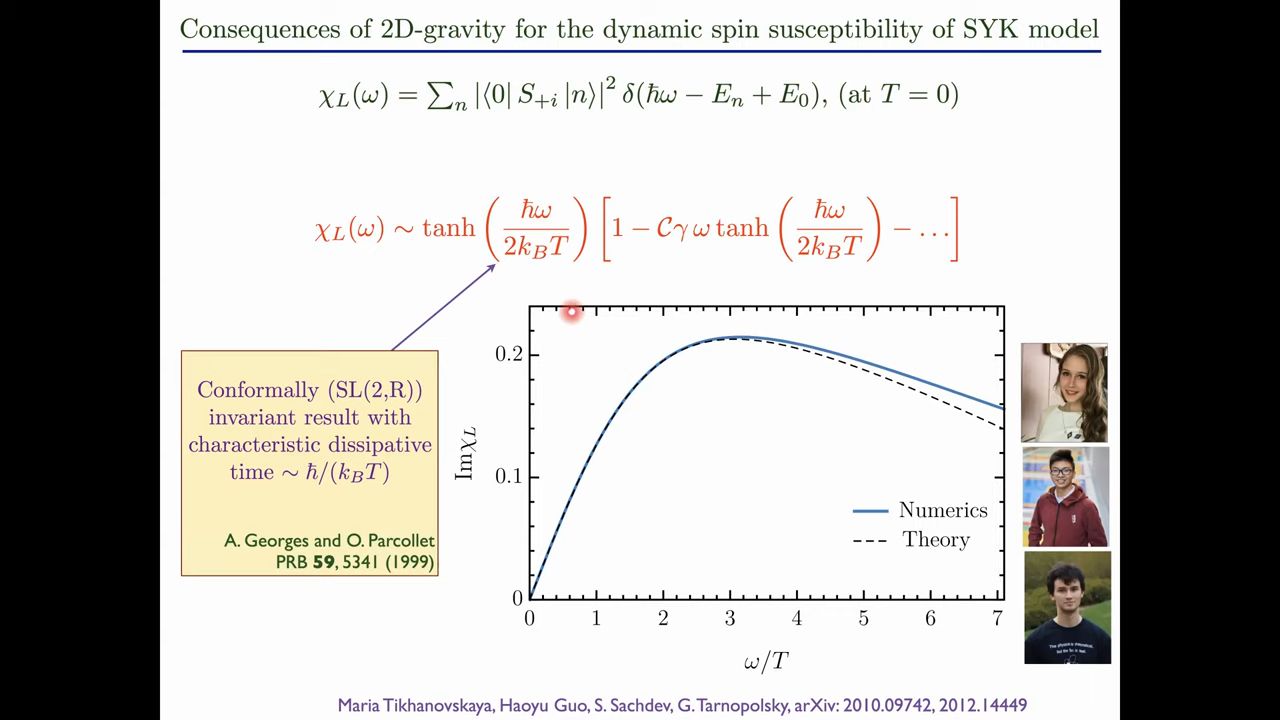 Consequences of 2D-gravity for the dynamic spin susceptibility of SYK model
χ_L(ω) = ∑_n |⟨0| S_{+i} |n⟩|² δ(ħω − E_n + E_0), (at T = 0)
χ_L(ω) ∼ tanh (ħω / 2k_BT) [1 − 𝒞γ ω tanh (ħω / 2k_BT) − …]
Conformally (SL(2,R))
invariant result with
characteristic dissipative
time ∼ ħ/(k_BT)
A. Georges and O. Parcollet
PRB 59, 5341 (1999)
Imχ_L
0.2
0.1
0
0 1 2 3 4 5 6 7
ω/T
Numerics
Theory
Maria Tikhanovskaya, Haoyu Guo, S. Sachdev, G. Tarnopolsky, arXiv: 2010.09742, 2012.14449